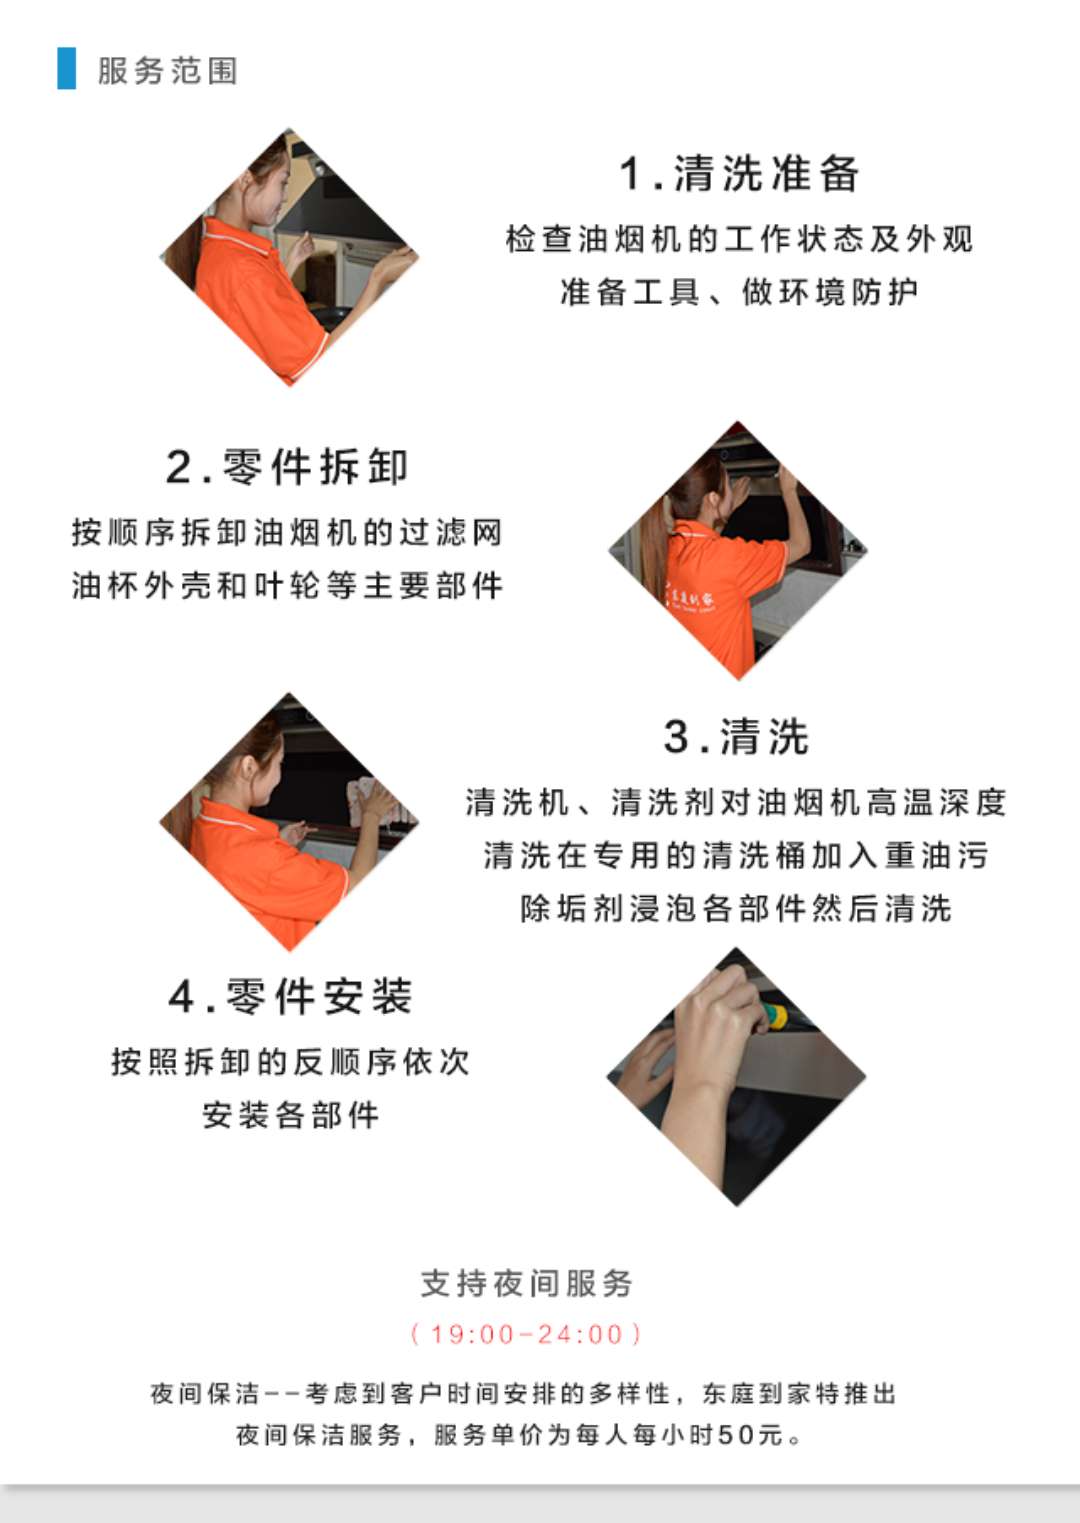 服务范围
1.清洗准备
检查油烟机的工作状态及外观
准备工具、做环境防护
2.零件拆卸
按顺序拆卸油烟机的过滤网
油杯外壳和叶轮等主要部件
3.清洗
清洗机、清洗剂对油烟机高温深度
清洗在专用的清洗桶加入重油污
除垢剂浸泡各部件然后清洗
4.零件安装
按照拆卸的反顺序依次
安装各部件
支持夜间服务
(19:00-24:00)
夜间保洁--考虑到客户时间安排的多样性，东庭到家特推出
夜间保洁服务，服务单价为每人每小时50元。